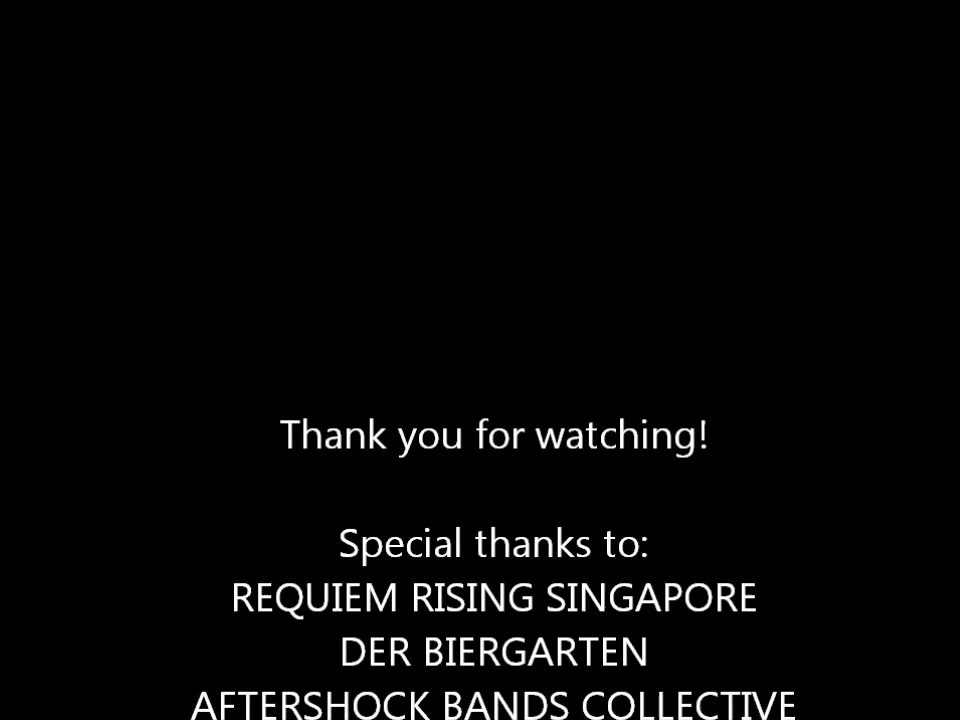 Thank you for watching!
Special thanks to:
REQUIEM RISING SINGAPORE
DER BIERGARTEN
AFTERSHOCK BANDS COLLECTIVE